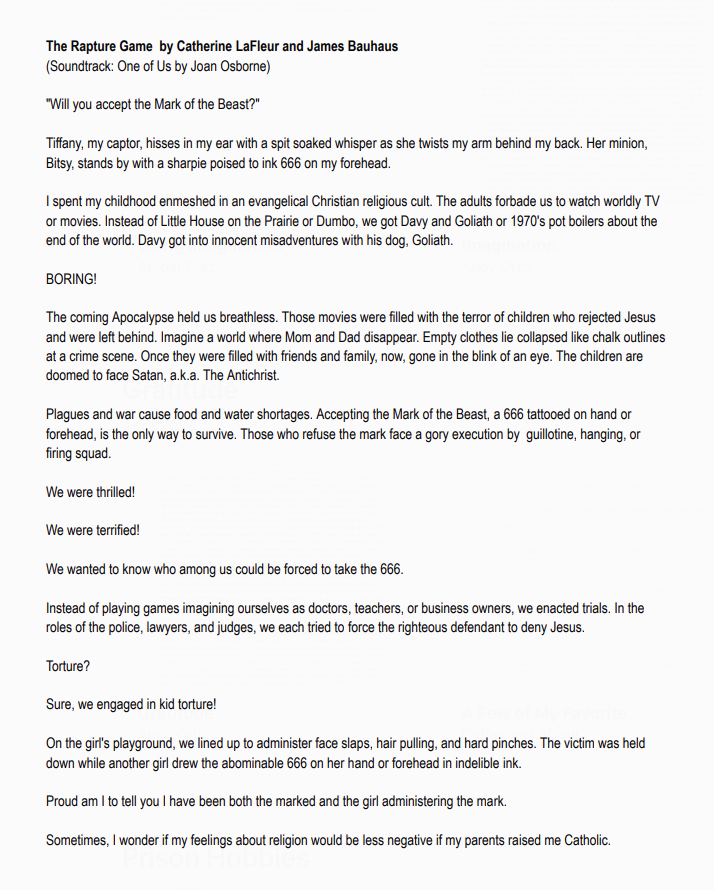 The Rapture Game  by Catherine LaFleur and James Bauhaus
(Soundtrack: One of Us by Joan Osborne)
"Will you accept the Mark of the Beast?"
Tiffany, my captor, hisses in my ear with a spit soaked whisper as she twists my arm behind my back. Her minion,
Bitsy, stands by with a sharpie poised to ink 666 on my forehead.
I spent my childhood enmeshed in an evangelical Christian religious cult. The adults forbade us to watch worldly TV
or movies. Instead of Little House on the Prairie or Dumbo, we got Davy and Goliath or 1970's pot boilers about the
end of the world. Davy got into innocent misadventures with his dog, Goliath.
BORING!
The coming Apocalypse held us breathless. Those movies were filled with the terror of children who rejected Jesus
and were left behind. Imagine a world where Mom and Dad disappear. Empty clothes lie collapsed like chalk outlines
at a crime scene. Once they were filled with friends and family, now, gone in the blink of an eye. The children are
doomed to face Satan, a.k.a. The Antichrist.
Plagues and war cause food and water shortages. Accepting the Mark of the Beast, a 666 tattooed on hand or
forehead, is the only way to survive. Those who refuse the mark face a gory execution by  guillotine, hanging, or
firing squad.
We were thrilled!
We were terrified!
We wanted to know who among us could be forced to take the 666.
Instead of playing games imagining ourselves as doctors, teachers, or business owners, we enacted trials. In the
roles of the police, lawyers, and judges, we each tried to force the righteous defendant to deny Jesus.
Torture?
Sure, we engaged in kid torture!
On the girl's playground, we lined up to administer face slaps, hair pulling, and hard pinches. The victim was held
down while another girl drew the abominable 666 on her hand or forehead in indelible ink.
Proud am I to tell you I have been both the marked and the girl administering the mark.
Sometimes, I wonder if my feelings about religion would be less negative if my parents raised me Catholic.
Prison Hobbies